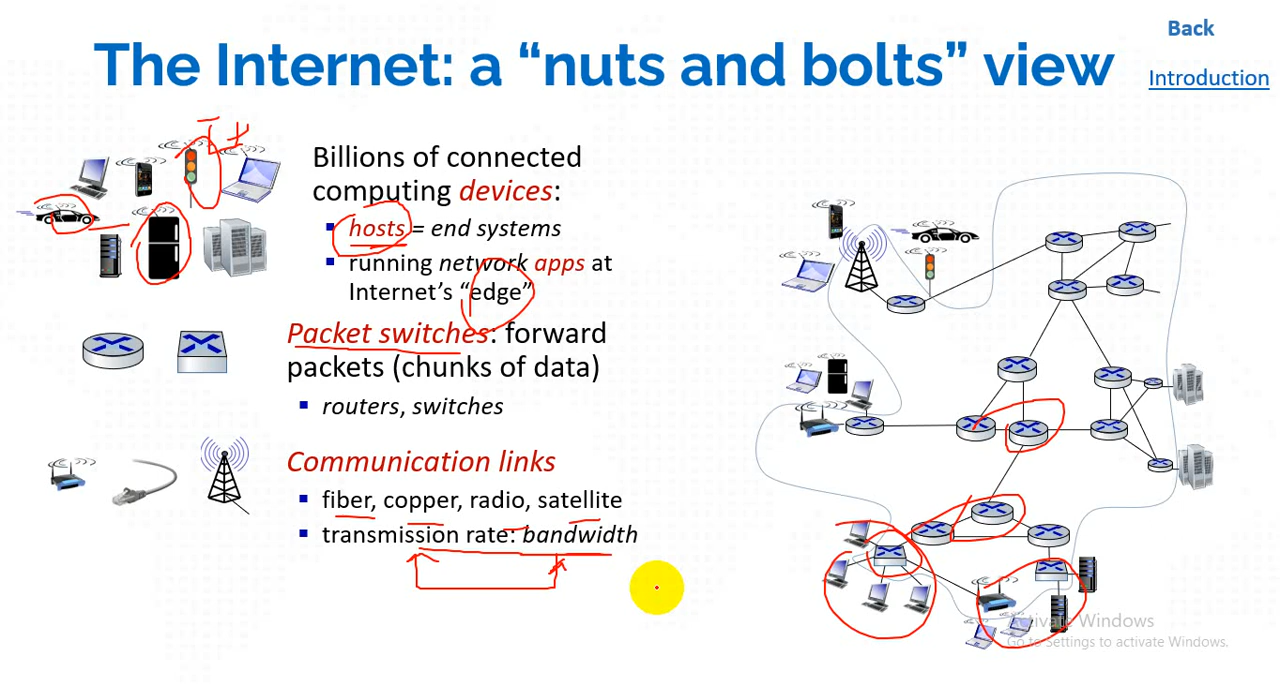 Back
The Internet: a “nuts and bolts” view
Introduction
Billions of connected
computing devices:
hosts = end systems
running network apps at
Internet’s “edge”
Packet switches: forward
packets (chunks of data)
routers, switches
Communication links
fiber, copper, radio, satellite
transmission rate: bandwidth
Activate Windows
Go to Settings to activate Windows.